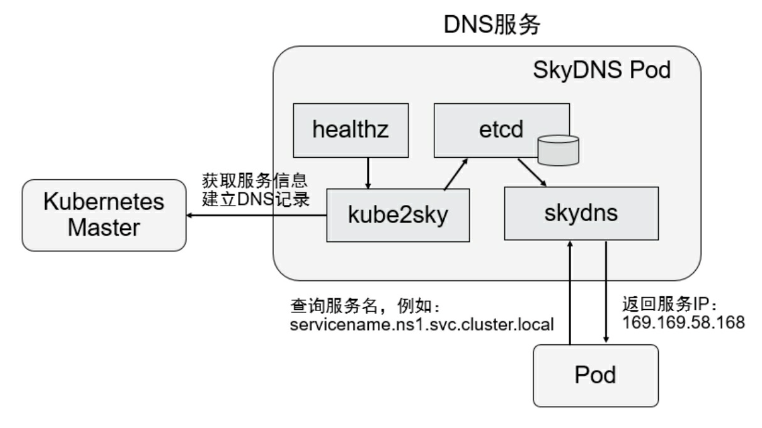 DNS服务
SkyDNS Pod
healthz
etcd
获取服务信息
建立DNS记录
Kubernetes
Master
kube2sky
skydns
查询服务名，例如：
servicename.ns1.svc.cluster.local
返回服务IP：
169.169.58.168
Pod